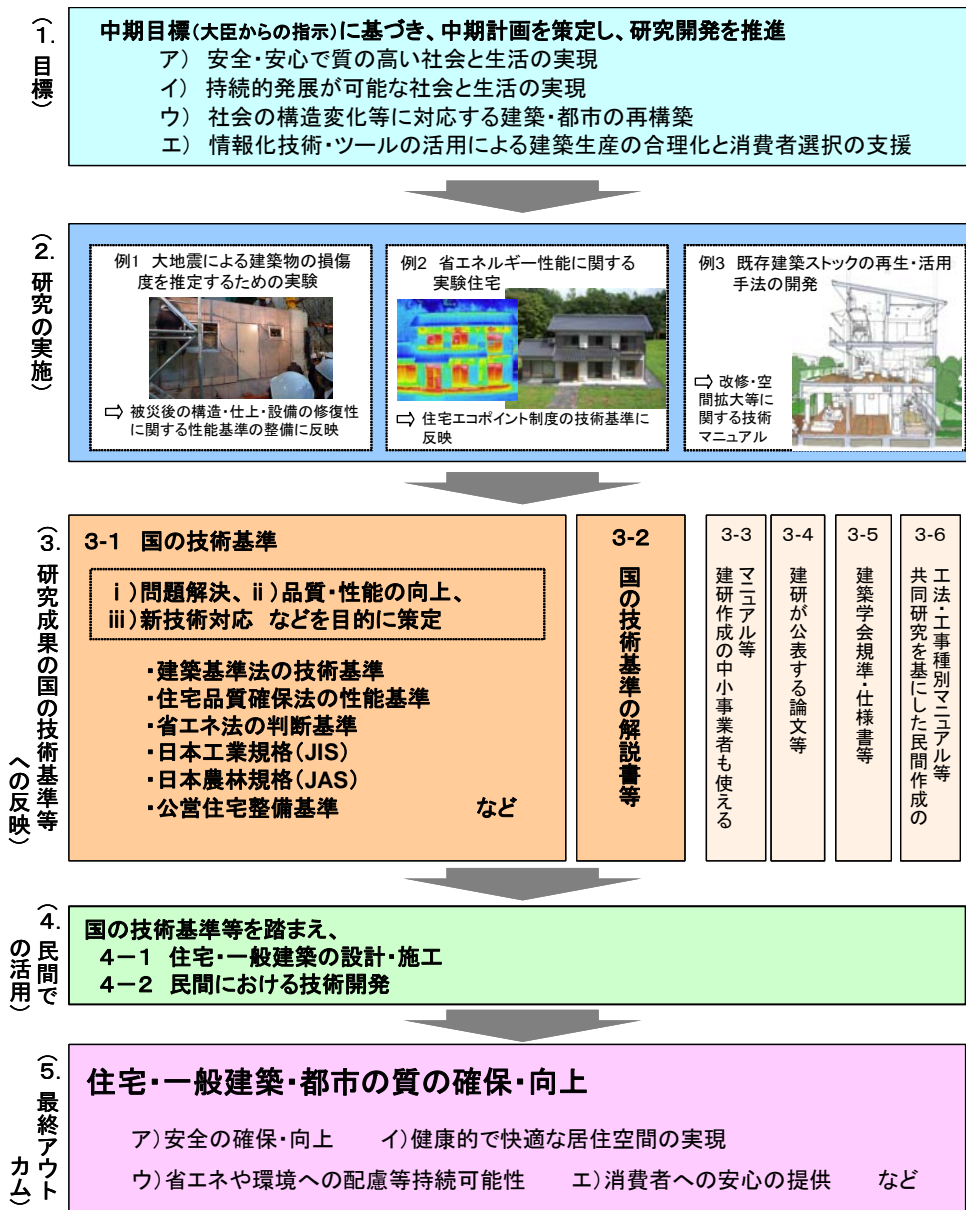 (1.目標)
中期目標(大臣からの指示)に基づき、中期計画を策定し、研究開発を推進
ア) 安全・安心で質の高い社会と生活の実現
イ) 持続的発展が可能な社会と生活の実現
ウ) 社会の構造変化等に対応する建築・都市の再構築
エ) 情報化技術・ツールの活用による建築生産の合理化と消費者選択の支援
(2.研究の実施)
例1 大地震による建築物の損傷
度を推定するための実験
⇨ 被災後の構造・仕上・設備の修復性
に関する性能基準の整備に反映
例2 省エネルギー性能に関する
実験住宅
⇨ 住宅エコポイント制度の技術基準に
反映
例3 既存建築ストックの再生・活用
手法の開発
⇨ 改修・空
間拡大等に
関する技術
マニュアル
(3.研究成果の国の技術基準等
への反映)
3-1 国の技術基準
ⅰ)問題解決、ⅱ)品質・性能の向上、
ⅲ)新技術対応 などを目的に策定
・建築基準法の技術基準
・住宅品質確保法の性能基準
・省エネ法の判断基準
・日本工業規格(JIS)
・日本農林規格(JAS)
・公営住宅整備基準 など
3-2
国の技術基準の解説書等
3-3
建研作成の中小事業者も使える
マニュアル等
3-4
建研が公表する論文等
3-5
建築学会規準・仕様書等
3-6
共同研究を基にした民間作成の
工法・工事種別マニュアル等
(4.民間で
の活用)
国の技術基準等を踏まえ、
4-1 住宅・一般建築の設計・施工
4-2 民間における技術開発
(5.最終アウト
カム)
住宅・一般建築・都市の質の確保・向上
ア)安全の確保・向上 イ)健康的で快適な居住空間の実現
ウ)省エネや環境への配慮等持続可能性 エ)消費者への安心の提供 など